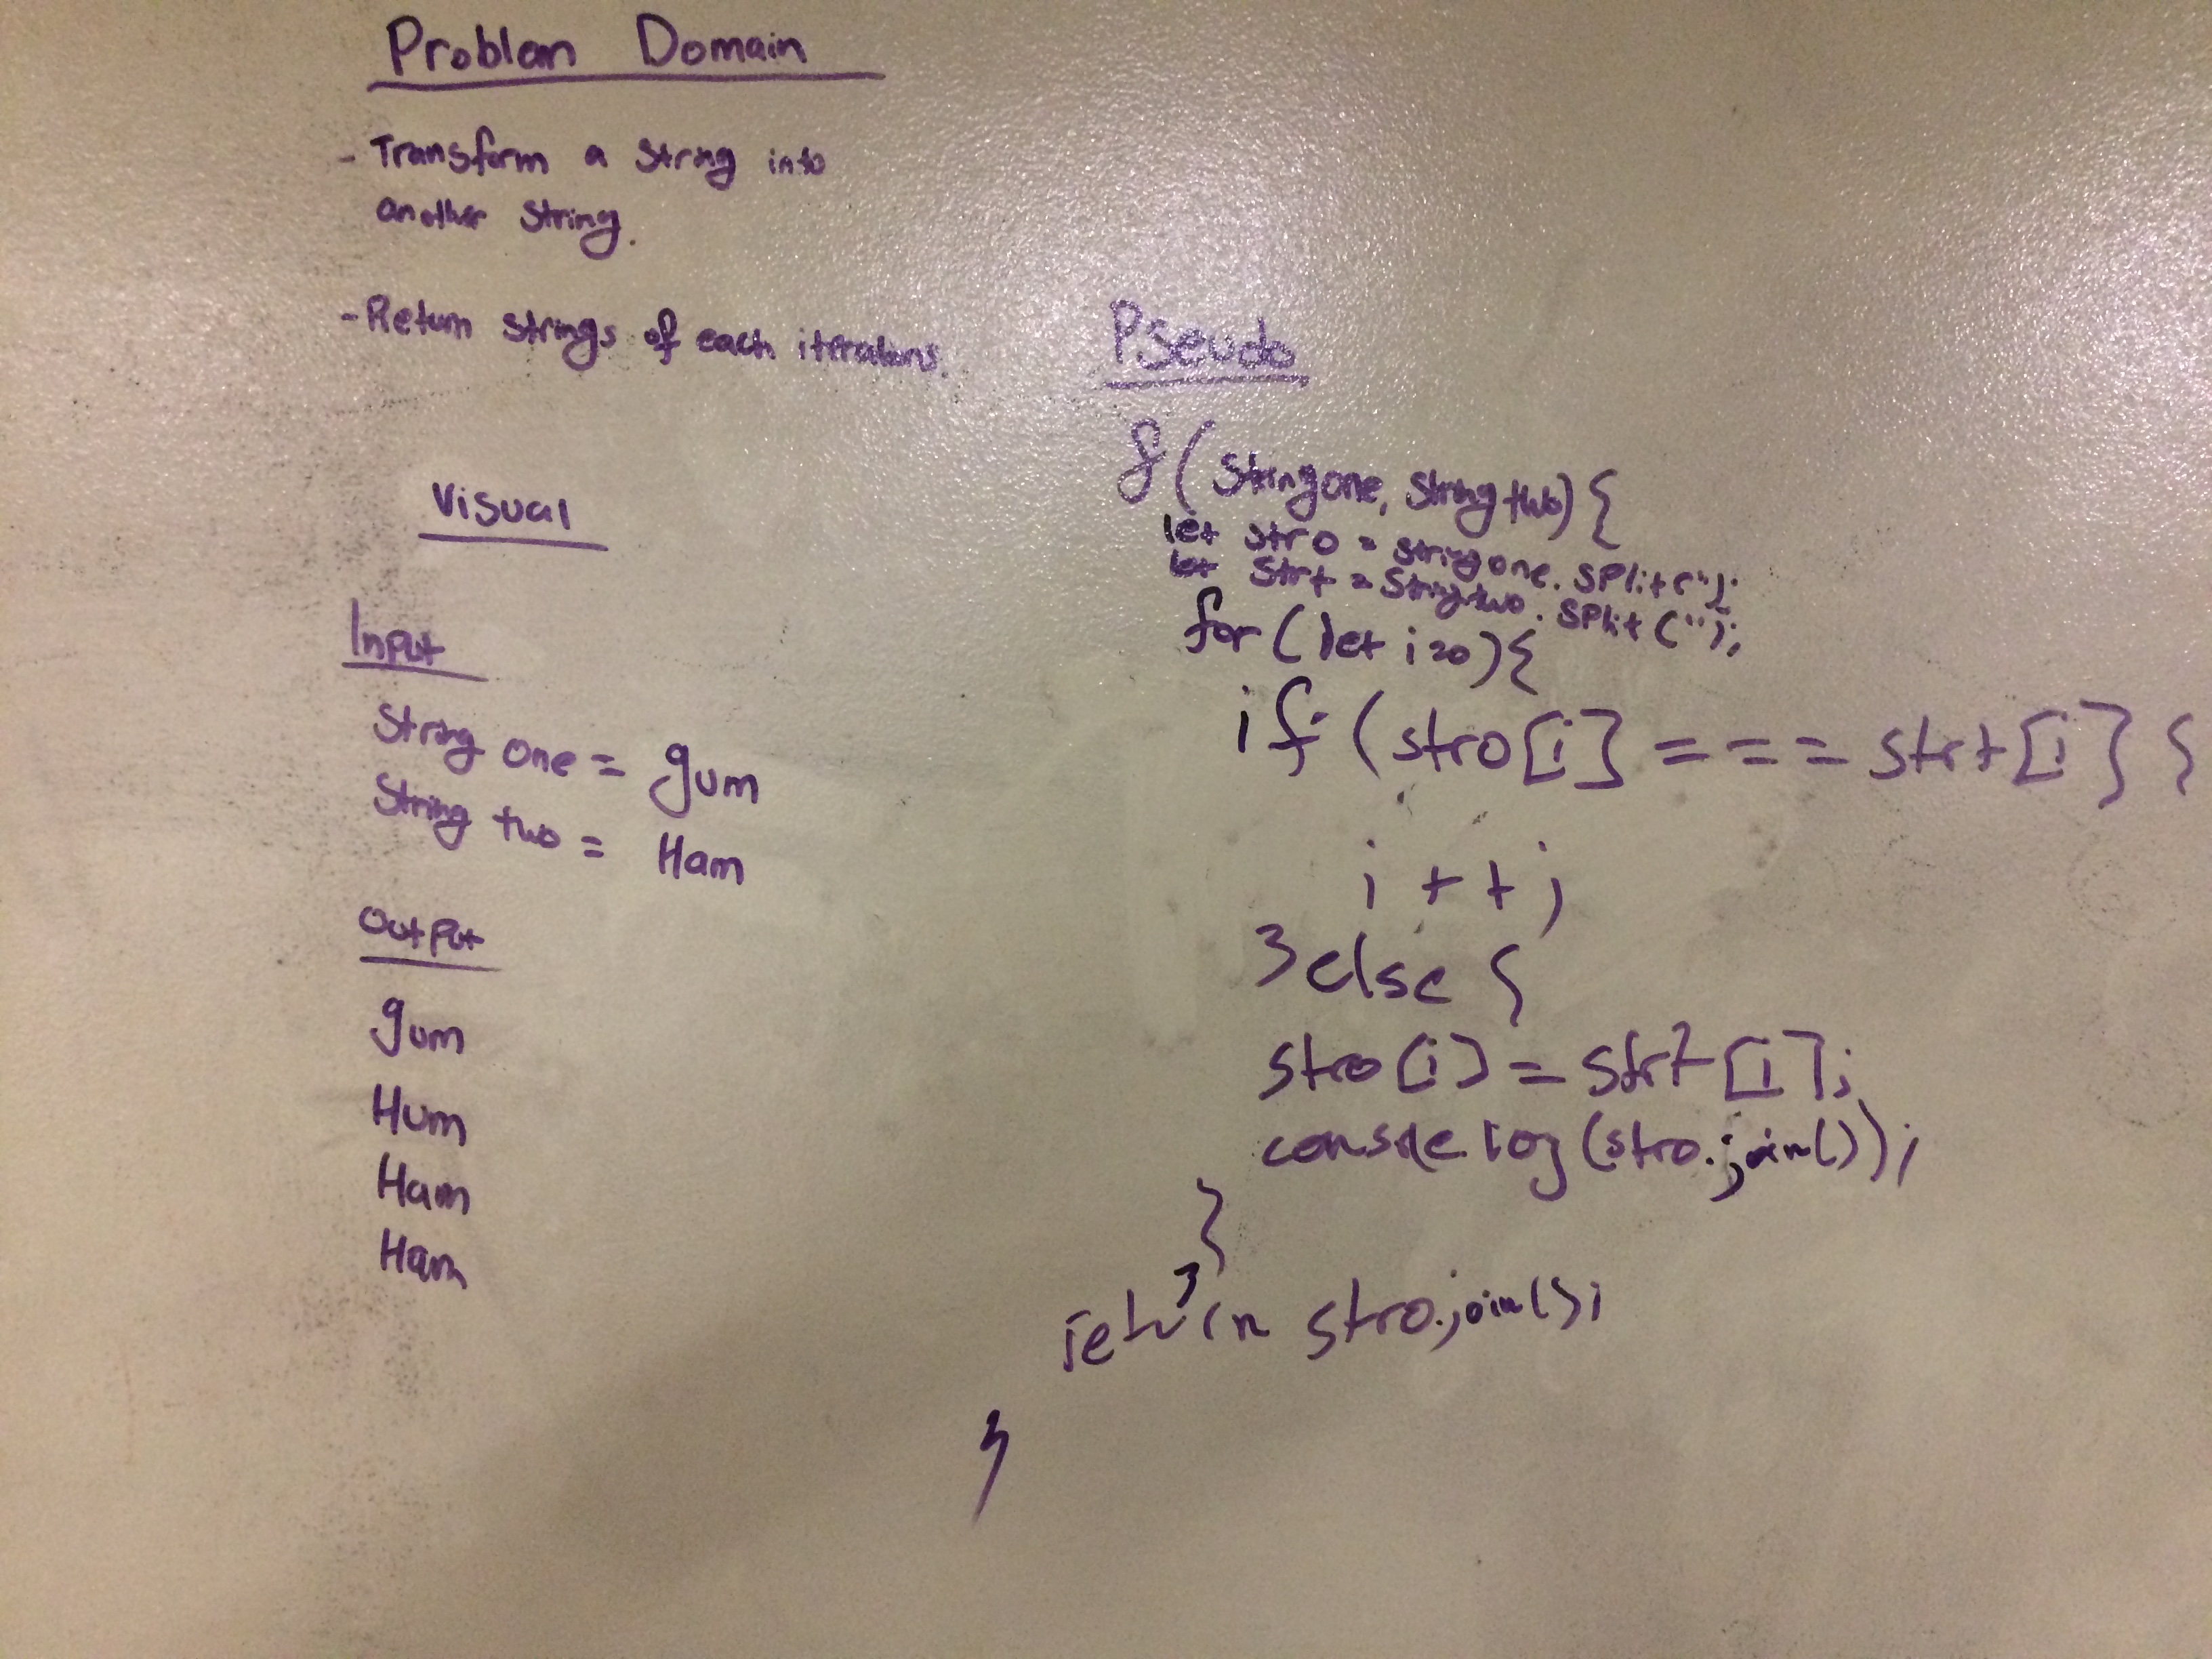 Problem Domain
- Transform a String into
another String.
- Return strings of each iterations.
Visual
Input
String one = gum
String two = Ham
Output
gum
Hum
Ham
Ham
Pseudo
f(Stringone, Stringtwo) {
let stro = stringone.split('');
let strt = Stringtwo.split('');
for (let i=0) {
if (stro[i] === strt[i] {
i++;
} else {
stro[i] = strt[i];
console.log(stro.join());
}
}
return stro.join();
}